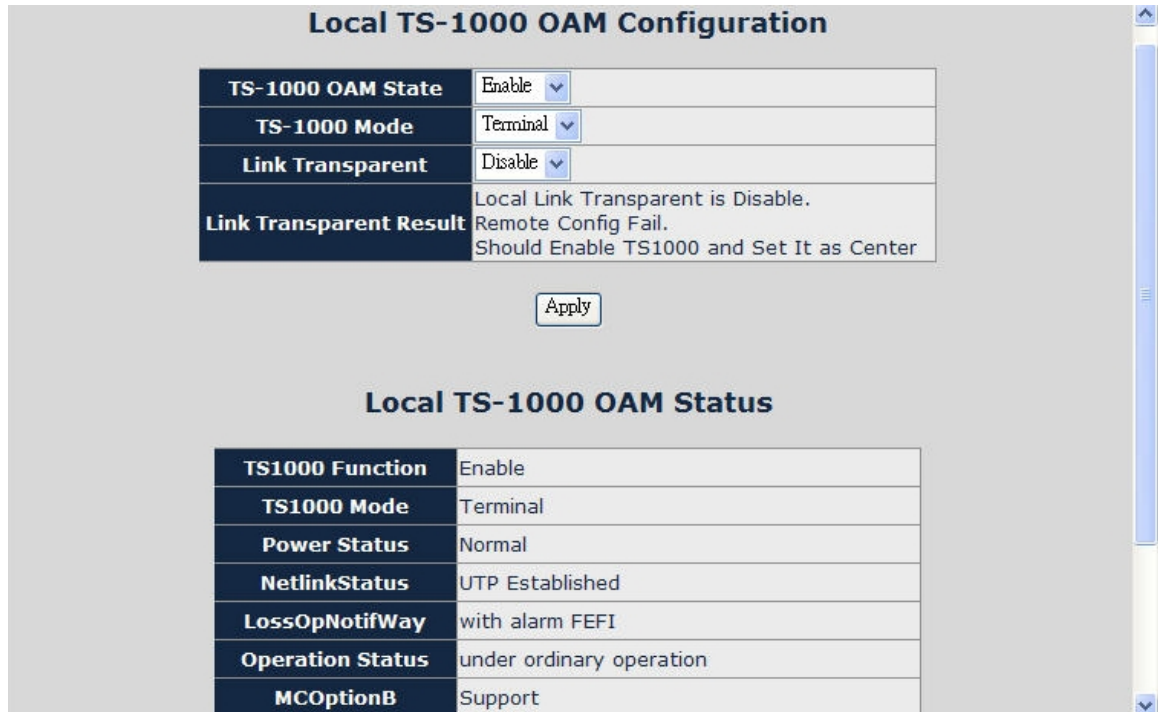 Local TS-1000 OAM Configuration
TS-1000 OAM State Enable
TS-1000 Mode Terminal
Link Transparent Disable
Link Transparent Result Local Link Transparent is Disable.
Remote Config Fail.
Should Enable TS1000 and Set It as Center
Apply
Local TS-1000 OAM Status
TS1000 Function Enable
TS1000 Mode Terminal
Power Status Normal
NetlinkStatus UTP Established
LossOpNotifWay with alarm FEFI
Operation Status under ordinary operation
MCOptionB Support